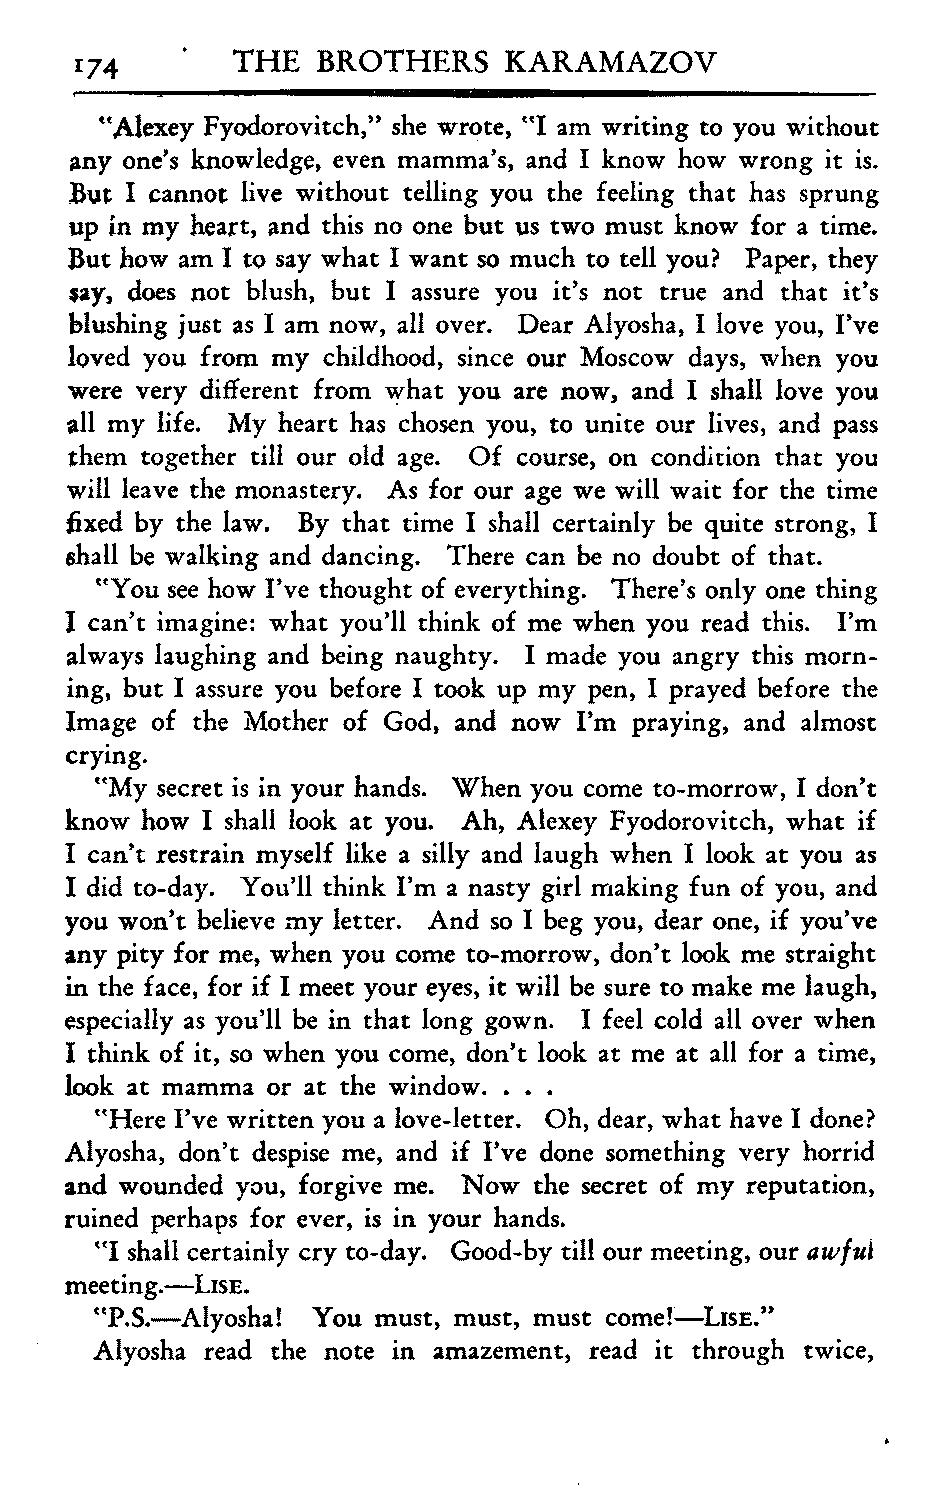 174 THE BROTHERS KARAMAZOV
"Alexey Fyodorovitch," she wrote, "I am writing to you without
any one's knowledge, even mamma's, and I know how wrong it is.
But I cannot live without telling you the feeling that has sprung
up in my heart, and this no one but us two must know for a time.
But how am I to say what I want so much to tell you? Paper, they
say, does not blush, but I assure you it's not true and that it's
blushing just as I am now, all over. Dear Alyosha, I love you, I've
loved you from my childhood, since our Moscow days, when you
were very different from what you are now, and I shall love you
all my life. My heart has chosen you, to unite our lives, and pass
them together till our old age. Of course, on condition that you
will leave the monastery. As for our age we will wait for the time
fixed by the law. By that time I shall certainly be quite strong, I
shall be walking and dancing. There can be no doubt of that.
"You see how I've thought of everything. There's only one thing
I can't imagine: what you'll think of me when you read this. I'm
always laughing and being naughty. I made you angry this morn-
ing, but I assure you before I took up my pen, I prayed before the
Image of the Mother of God, and now I'm praying, and almost
crying.
"My secret is in your hands. When you come to-morrow, I don't
know how I shall look at you. Ah, Alexey Fyodorovitch, what if
I can't restrain myself like a silly and laugh when I look at you as
I did to-day. You'll think I'm a nasty girl making fun of you, and
you won't believe my letter. And so I beg you, dear one, if you've
any pity for me, when you come to-morrow, don't look me straight
in the face, for if I meet your eyes, it will be sure to make me laugh,
especially as you'll be in that long gown. I feel cold all over when
I think of it, so when you come, don't look at me at all for a time,
look at mamma or at the window. . . .
"Here I've written you a love-letter. Oh, dear, what have I done?
Alyosha, don't despise me, and if I've done something very horrid
and wounded you, forgive me. Now the secret of my reputation,
ruined perhaps for ever, is in your hands.
"I shall certainly cry to-day. Good-by till our meeting, our awful
meeting.—LISE.
"P.S.—Alyosha! You must, must, must come!—LISE."
Alyosha read the note in amazement, read it through twice,